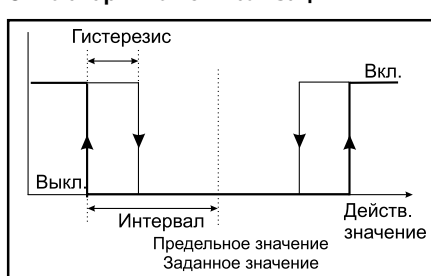 Гистерезис
Вкл.
Выкл.
Интервал
Действ.
значение
Предельное значение
Заданное значение